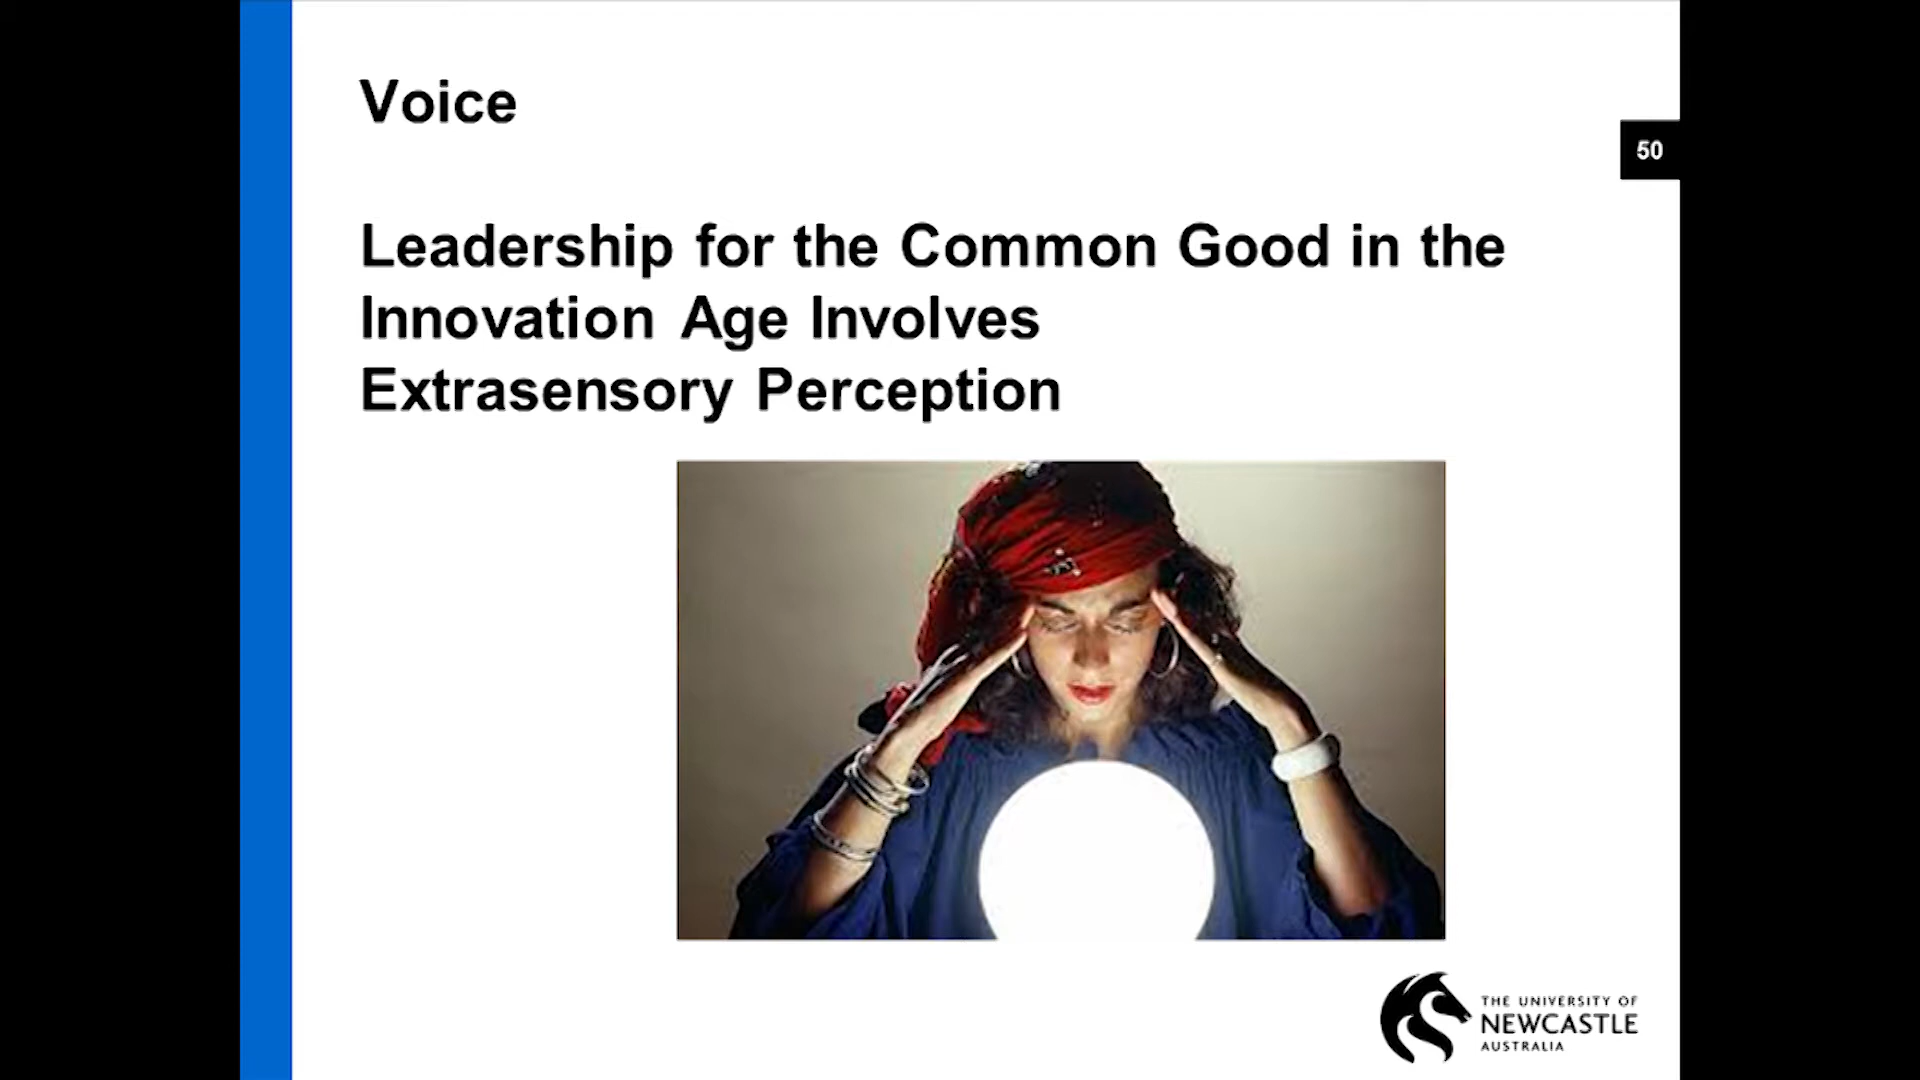 Voice
50
Leadership for the Common Good in the
Innovation Age Involves
Extrasensory Perception
THE UNIVERSITY OF
NEWCASTLE
AUSTRALIA